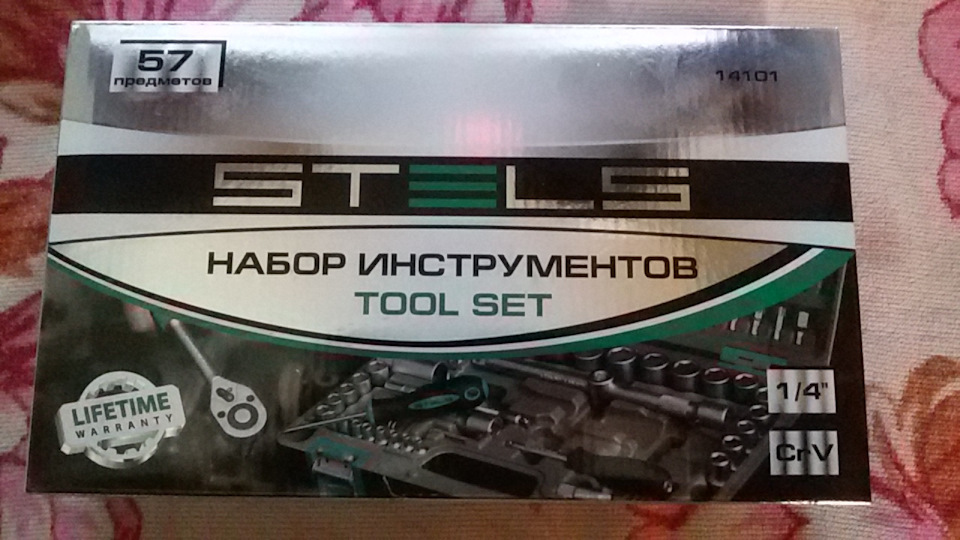 57
предметов
14101
STELS
НАБОР ИНСТРУМЕНТОВ
TOOL SET
LIFETIME
WARRANTY
1/4"
CrV